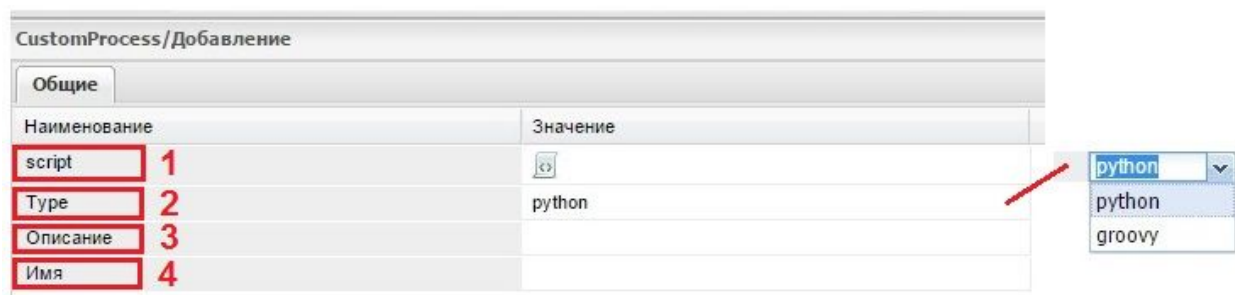 CustomProcess/Добавление
Общие
Наименование Значение
script 1
Type 2 python
Описание 3
Имя 4
python
python
groovy